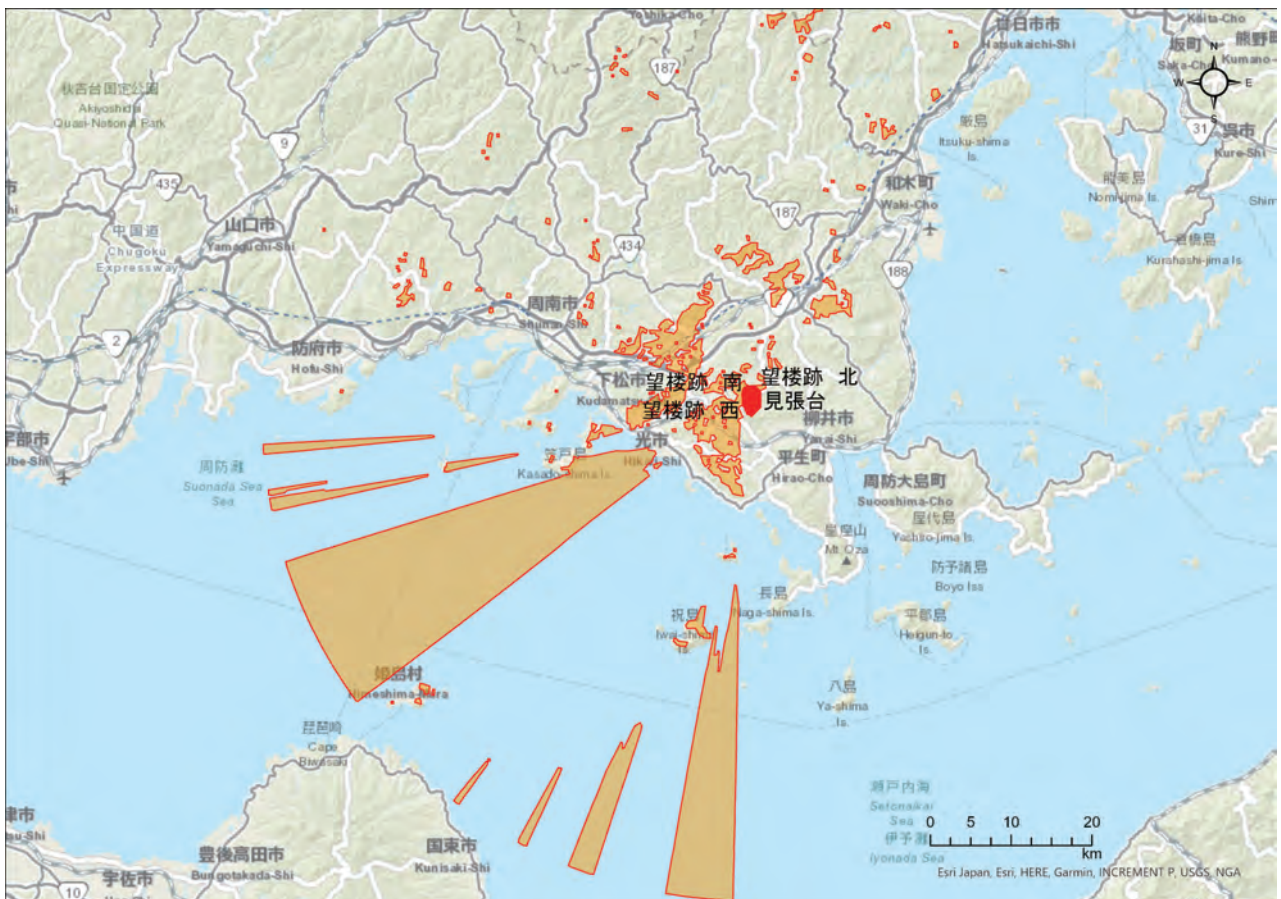 Yoshika-Cho
廿日市市
Hatsukaichi-Shi
坂町
Saka-Cho
Kaita-Cho
熊野町
N
W
E
S
187
秋吉台国定公園
Akiyoshidai
Quasi-National Park
9
31
呉市
Kure-Shi
厳島
Itsuku-shima
Is.
435
和木町
Waki-Cho
能美島
Nomi-jima Is.
山口市
Yamaguchi-Shi
187
中国道
Chugoku
Expressway
434
倉橋島
Kurahashi-jima Is.
188
周南市
Shunan-Shi
2
防府市
Hofu-Shi
下松市
Kudamatsu
望楼跡 南
望楼跡 北
望楼跡 西
見張台
宇部市
Ube-Shi
柳井市
Yanai-Shi
光市
Hikari-Shi
平生町
Hirao-Cho
周防灘
Suonada Sea
Sea
笠戸島
Kasado-shima Is.
周防大島町
Suooshima-Cho
屋代島
Yashiro-jima Is.
皇座山
Mt. Oza
防予諸島
Boyo Iss
長島
Naga-shima Is.
祝島
Iwai-shima
Is.
平郡島
Heigun-to
Is.
姫島村
Himeshima-Mura
八島
Ya-shima
Is.
琵琶崎
Cape
Biwasaki
瀬戸内海
Setonaikai
Sea
伊予灘
Iyonada Sea
0 5 10 20
km
国東市
Kunisaki-Shi
豊後高田市
Bungotakada-Shi
宇佐市
10
Esri Japan, Esri, HERE, Garmin, INCREMENT P, USGS, NGA